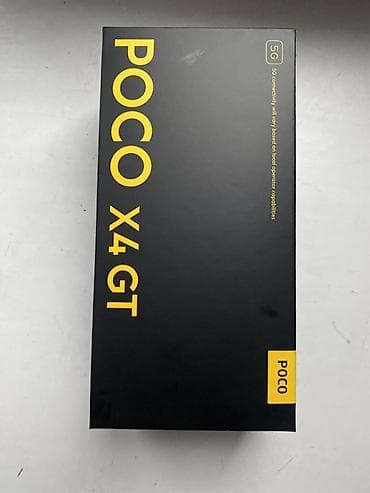 5G
5G connectivity will vary based on local operator capabilities
POCO X4 GT
POCO